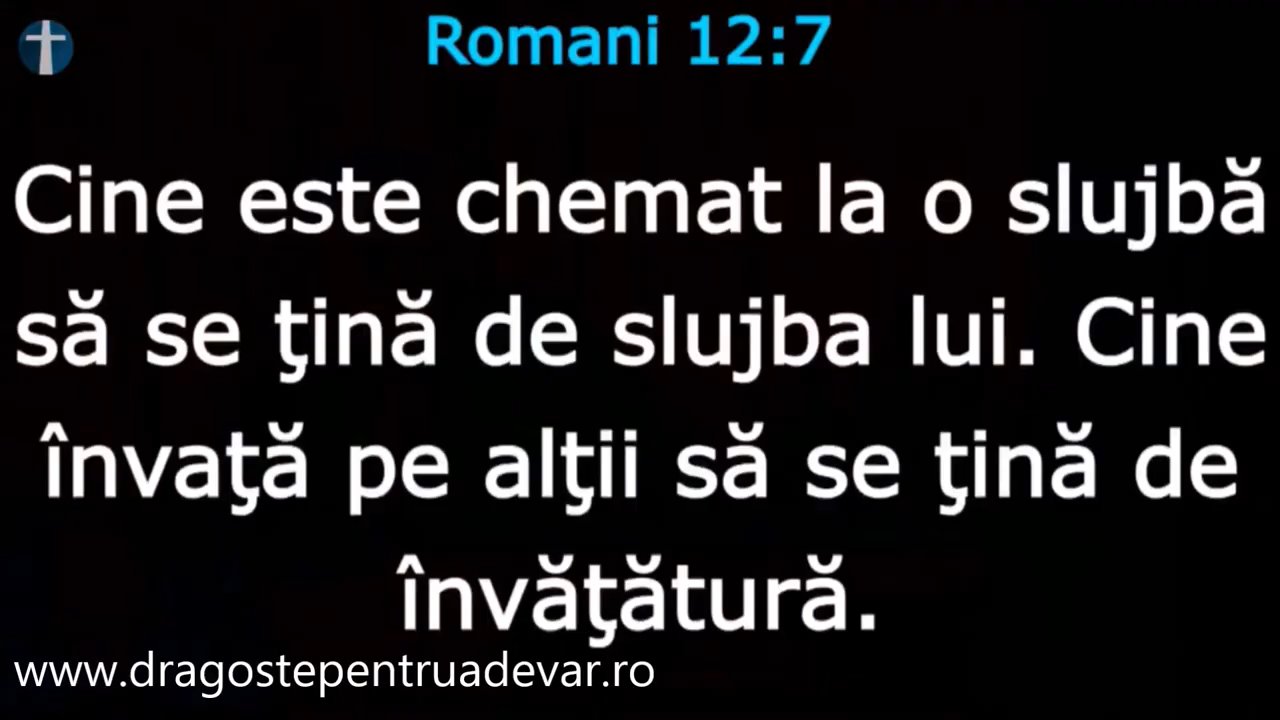 Romani 12:7
Cine este chemat la o slujbă
să se ţină de slujba lui. Cine
învaţă pe alţii să se ţină de
învăţătură.
www.dragostepentruadevar.ro